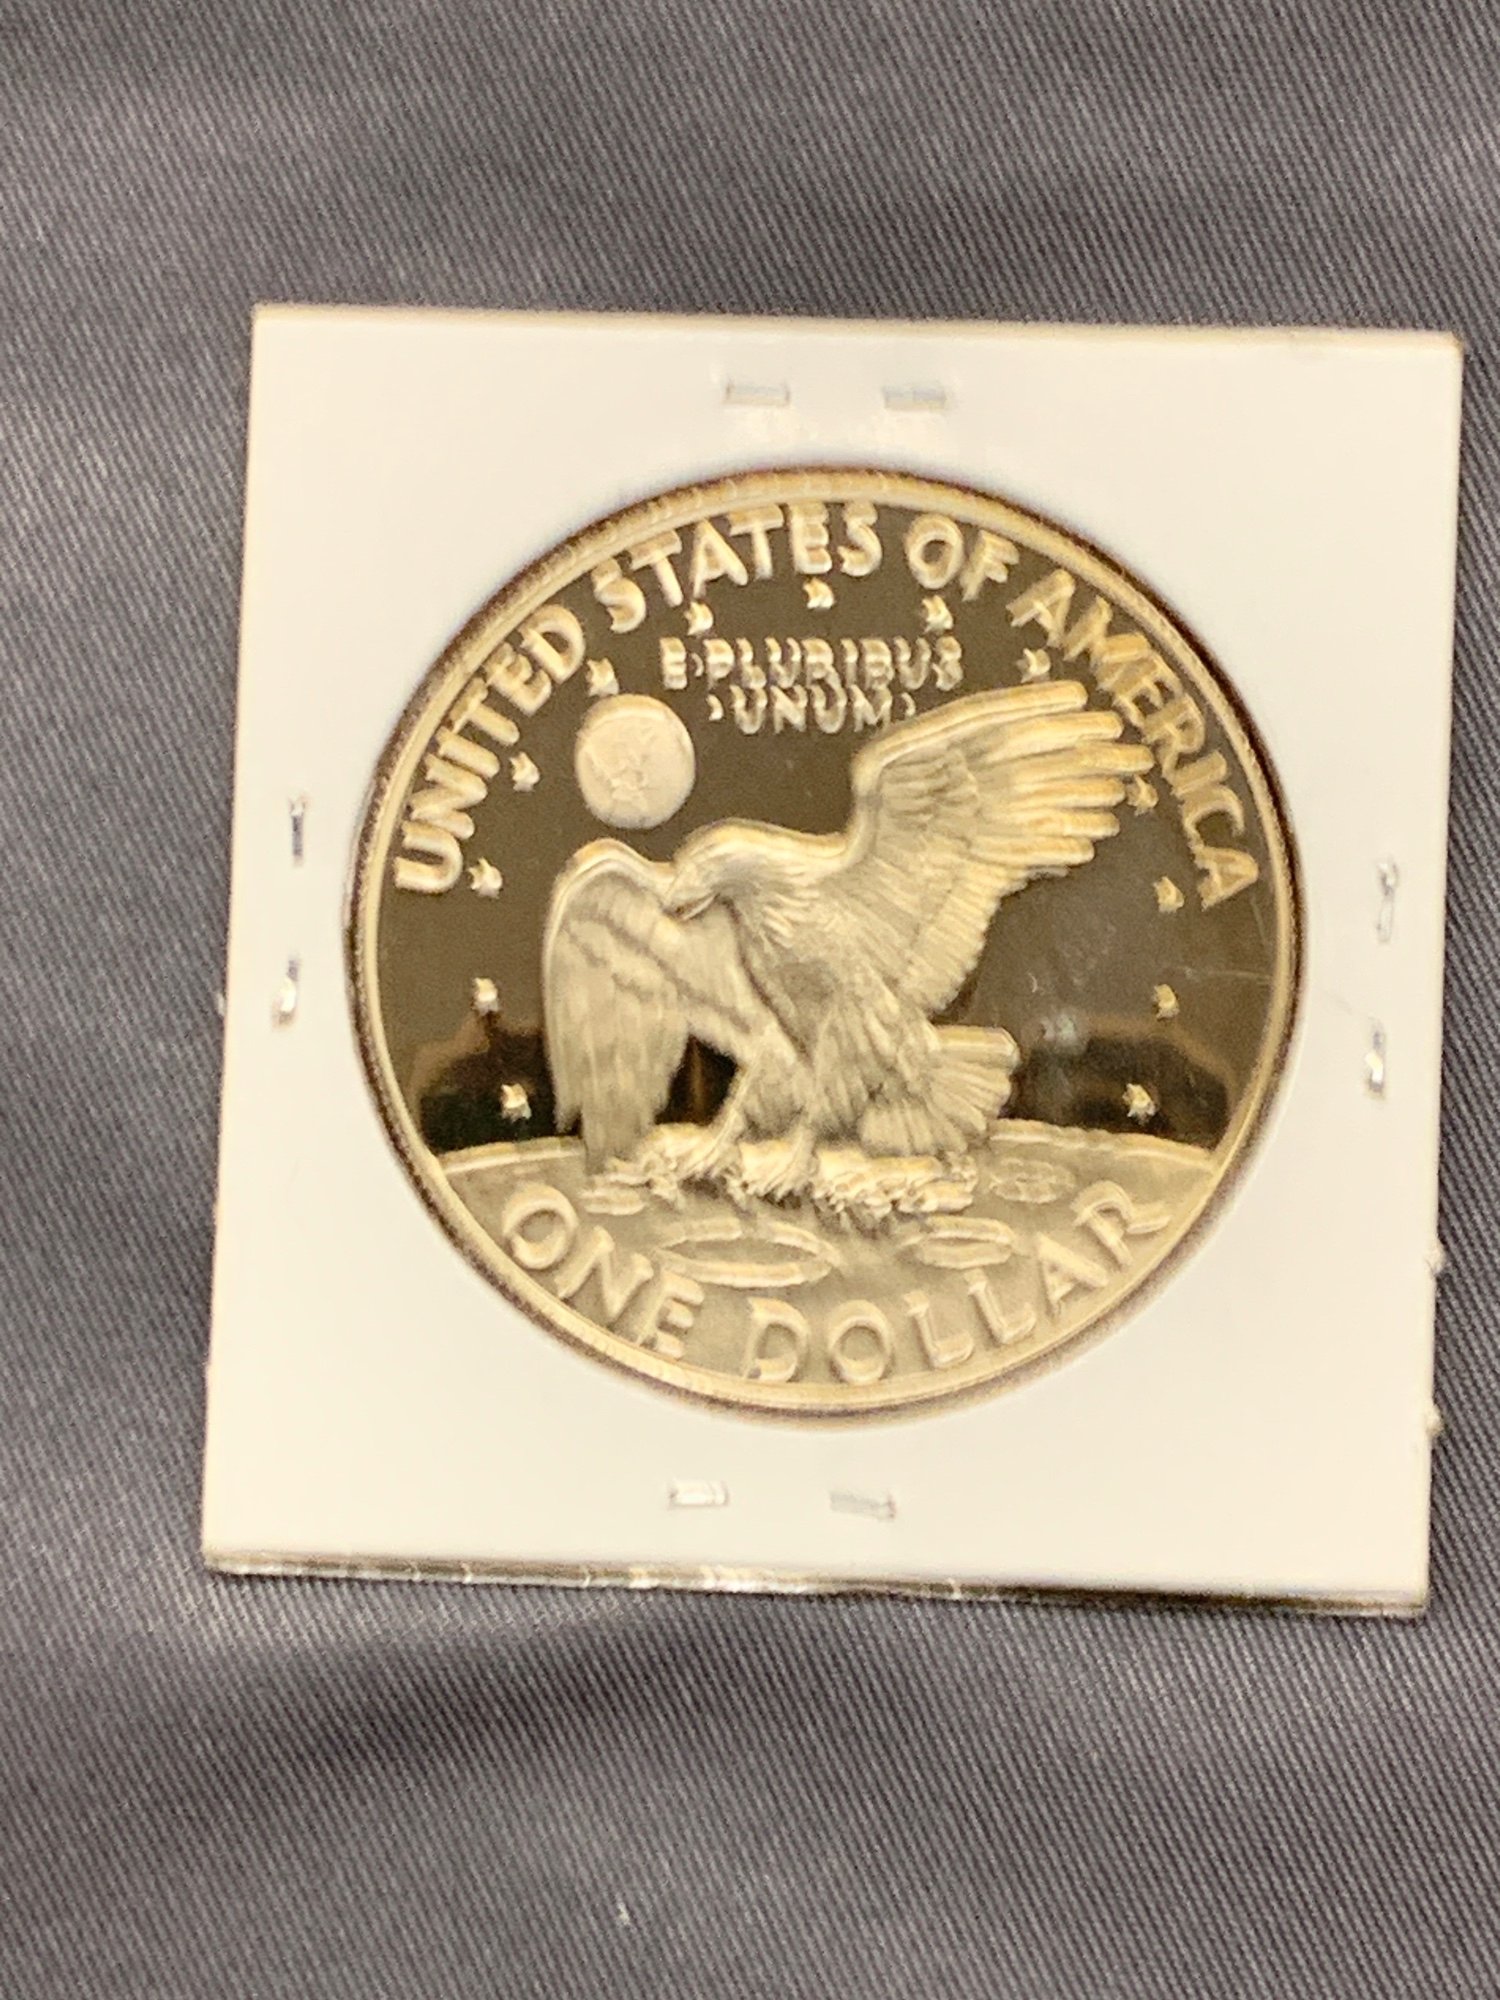 UNITED STATES OF AMERICA
E·PLURIBUS
·UNUM·
ONE DOLLAR